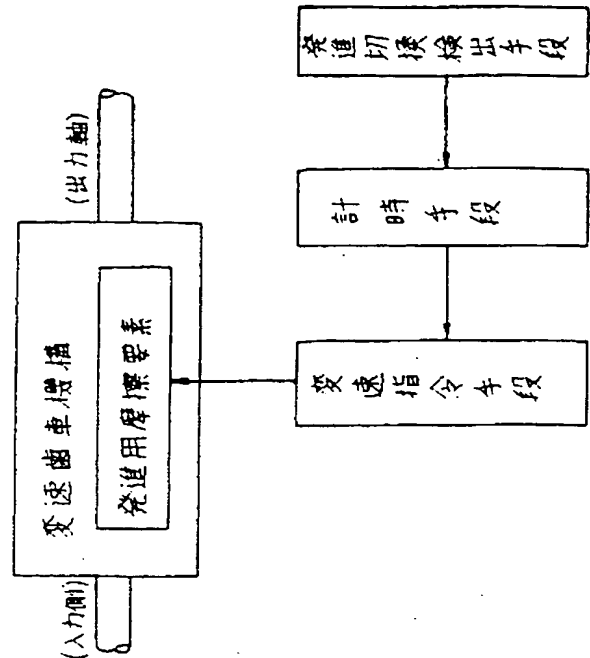 発進切換検出手段
計時手段
変速指令手段
(出力軸)
変速歯車機構
発進用摩擦要素
(入力側)